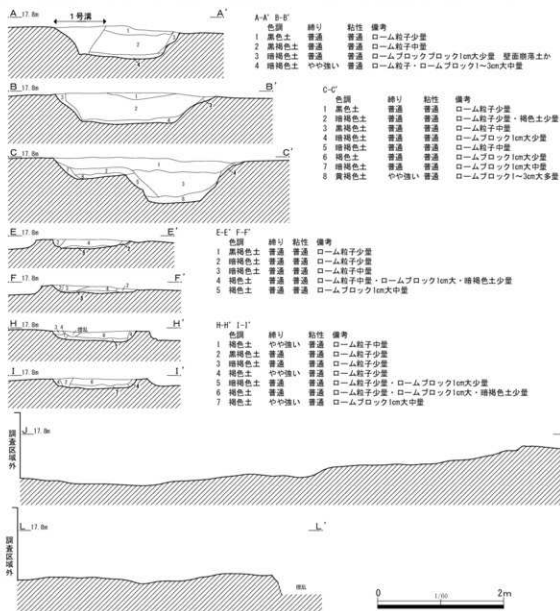 A 17.8m 1号溝 A'
A-A' B-B'
色調 締り 粘性 備考
1 黒色土 普通 普通 ローム粒子少量
2 黒褐色土 普通 普通 ローム粒子中量
3 暗褐色土 普通 普通 ロームブロックブロック1cm大少量 壁面崩落土か
4 暗褐色土 やや強い 普通 ローム粒子・ロームブロック1~3cm大中量
B 17.8m B'
C-C'
色調 締り 粘性 備考
1 黒色土 普通 普通 ローム粒子少量
2 暗褐色土 普通 普通 ローム粒子少量・褐色土少量
3 黒褐色土 普通 普通 ローム粒子中量
4 暗褐色土 普通 普通 ロームブロック1cm大少量
5 暗褐色土 普通 普通 ローム粒子中量
6 褐色土 普通 普通 ロームブロック1cm大少量
7 暗褐色土 普通 普通 ロームブロック1cm大中量
8 黄褐色土 やや強い 普通 ロームブロック1~3cm大多量
C 17.8m C'
E 17.8m E'
E-E' F-F'
色調 締り 粘性 備考
1 黒褐色土 普通 普通 ローム粒子少量
2 暗褐色土 普通 普通 ローム粒子少量
3 暗褐色土 普通 普通 ローム粒子中量
4 褐色土 普通 普通 ローム粒子中量・ロームブロック1cm大・暗褐色土少量
5 褐色土 普通 普通 ロームブロック1cm大中量
F 17.8m F'
H 17.8m 撹乱 H'
H-H' I-I'
色調 締り 粘性 備考
1 褐色土 やや強い 普通 ローム粒子中量
2 黒褐色土 普通 普通 ローム粒子少量
3 暗褐色土 普通 普通 ローム粒子少量
4 褐色土 やや強い 普通 ローム粒子少量
5 暗褐色土 普通 普通 ローム粒子少量・ロームブロック1cm大少量
6 褐色土 普通 普通 ローム粒子少量・ロームブロック1cm大・暗褐色土少量
7 褐色土 やや強い 普通 ロームブロック1cm大中量
I 17.8m I'
調査区域外
J 17.8m
調査区域外
L 17.8m L'
撹乱
0 1/60 2m